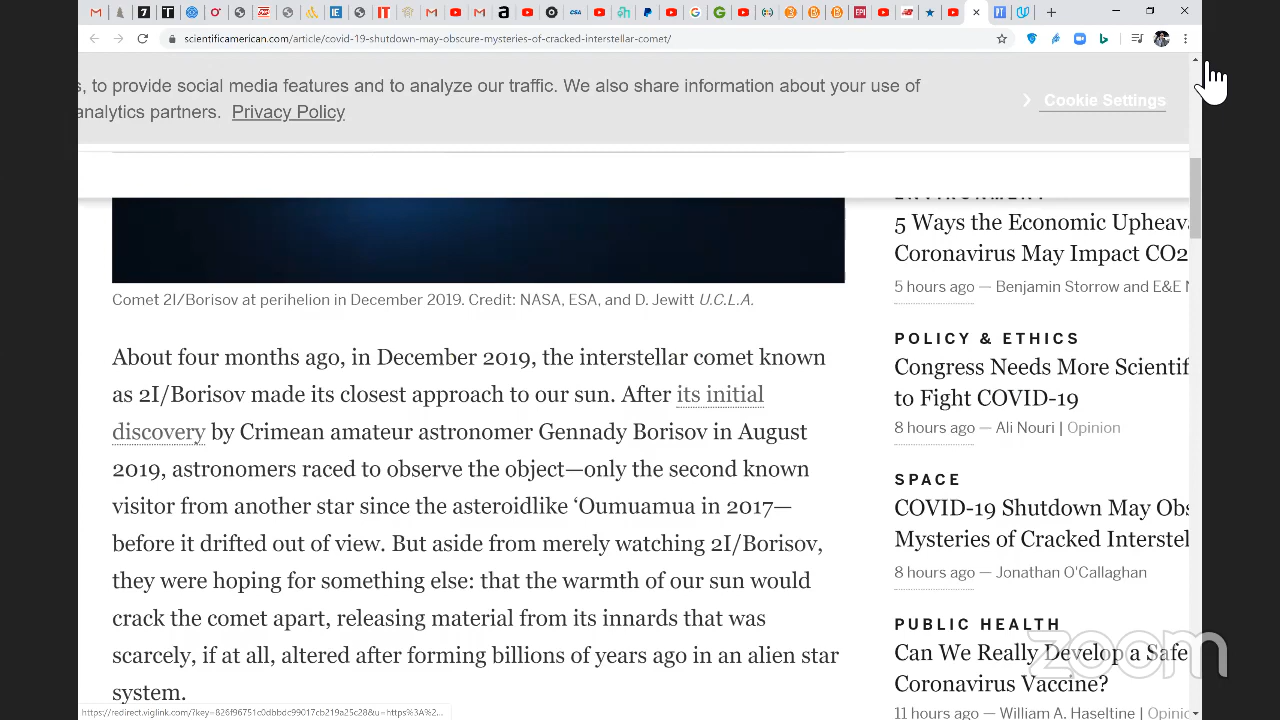 scientificamerican.com/article/covid-19-shutdown-may-obscure-mysteries-of-cracked-interstellar-comet/
s, to provide social media features and to analyze our traffic. We also share information about your use of
analytics partners. Privacy Policy
Cookie Settings
Comet 2I/Borisov at perihelion in December 2019. Credit: NASA, ESA, and D. Jewitt U.C.L.A.
About four months ago, in December 2019, the interstellar comet known
as 2I/Borisov made its closest approach to our sun. After its initial
discovery by Crimean amateur astronomer Gennady Borisov in August
2019, astronomers raced to observe the object—only the second known
visitor from another star since the asteroidlike ‘Oumuamua in 2017—
before it drifted out of view. But aside from merely watching 2I/Borisov,
they were hoping for something else: that the warmth of our sun would
crack the comet apart, releasing material from its innards that was
scarcely, if at all, altered after forming billions of years ago in an alien star
system.
ENVIRONMENT
5 Ways the Economic Upheava
Coronavirus May Impact CO2
5 hours ago — Benjamin Storrow and E&E N
POLICY & ETHICS
Congress Needs More Scientif
to Fight COVID-19
8 hours ago — Ali Nouri | Opinion
SPACE
COVID-19 Shutdown May Obs
Mysteries of Cracked Interstel
8 hours ago — Jonathan O'Callaghan
PUBLIC HEALTH
Can We Really Develop a Safe
Coronavirus Vaccine?
11 hours ago — William A. Haseltine | Opinic
zoom
https://redirect.viglink.com/?key=826f96751c0dbbdc99017cb219a25c28&u=https%3A%2...